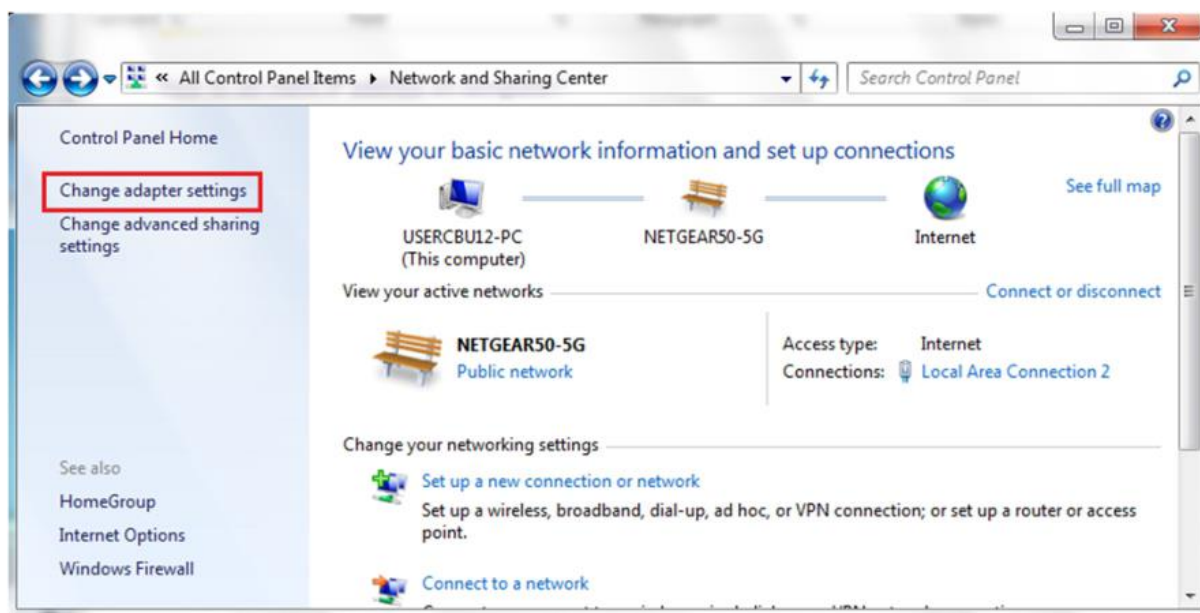 « All Control Panel Items ▸ Network and Sharing Center
Search Control Panel
Control Panel Home
Change adapter settings
Change advanced sharing
settings
See also
HomeGroup
Internet Options
Windows Firewall
View your basic network information and set up connections
See full map
USERCBU12-PC
(This computer)
NETGEAR50-5G
Internet
View your active networks
Connect or disconnect
NETGEAR50-5G
Public network
Access type: Internet
Connections: Local Area Connection 2
Change your networking settings
Set up a new connection or network
Set up a wireless, broadband, dial-up, ad hoc, or VPN connection; or set up a router or access
point.
Connect to a network